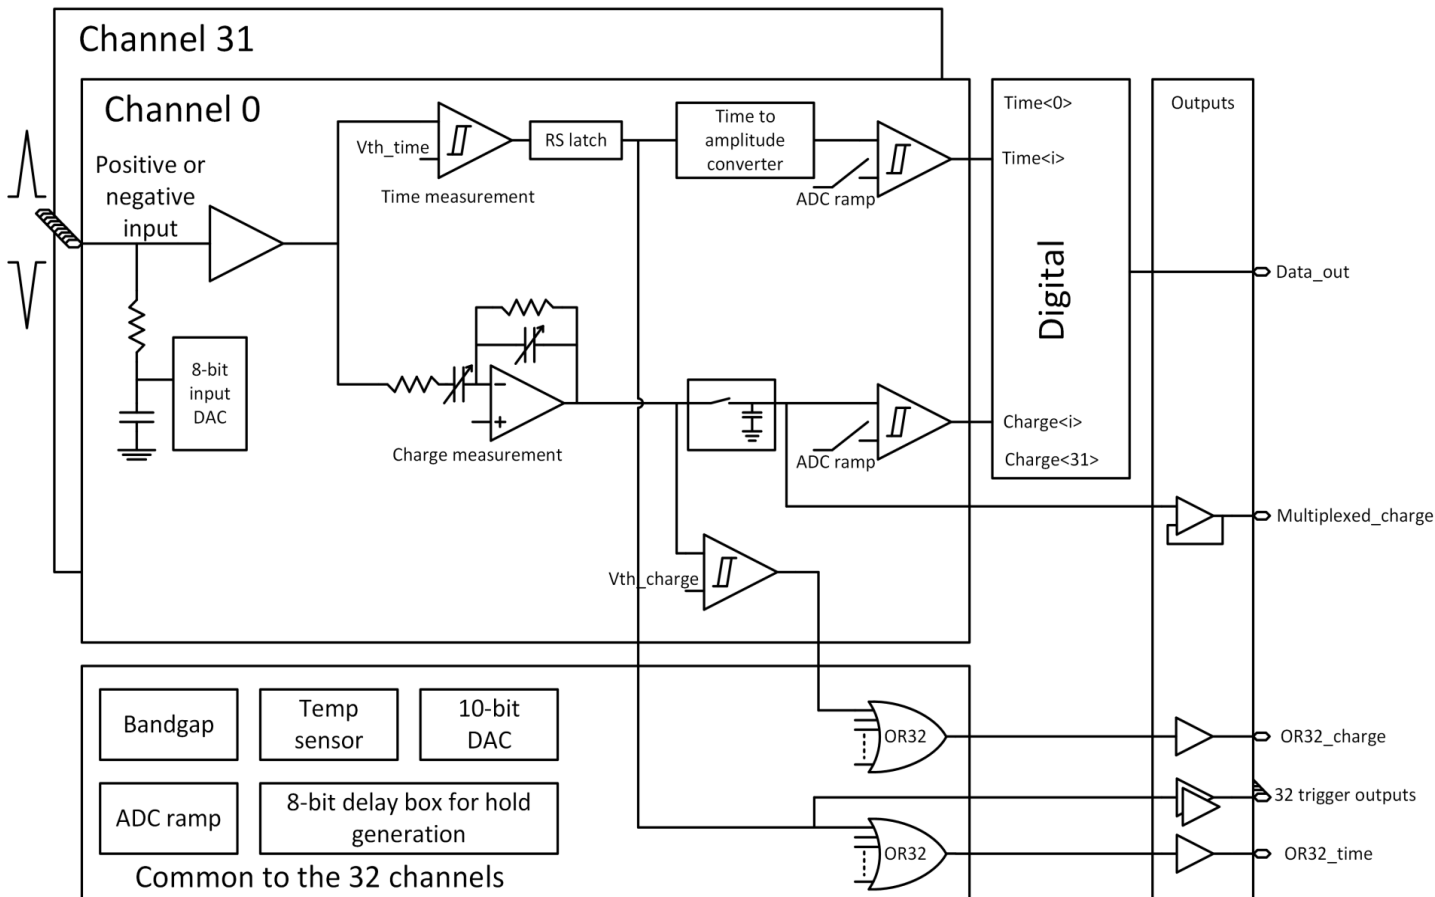 Channel 31
Channel 0
Positive or
negative
input
8-bit
input
DAC
Vth_time
Time measurement
RS latch
Time to
amplitude
converter
ADC ramp
-
+
Charge measurement
ADC ramp
Vth_charge
Time<0>
Time<i>
Digital
Charge<i>
Charge<31>
Outputs
Data_out
Multiplexed_charge
OR32_charge
32 trigger outputs
OR32_time
OR32
OR32
Bandgap
Temp
sensor
10-bit
DAC
ADC ramp
8-bit delay box for hold
generation
Common to the 32 channels